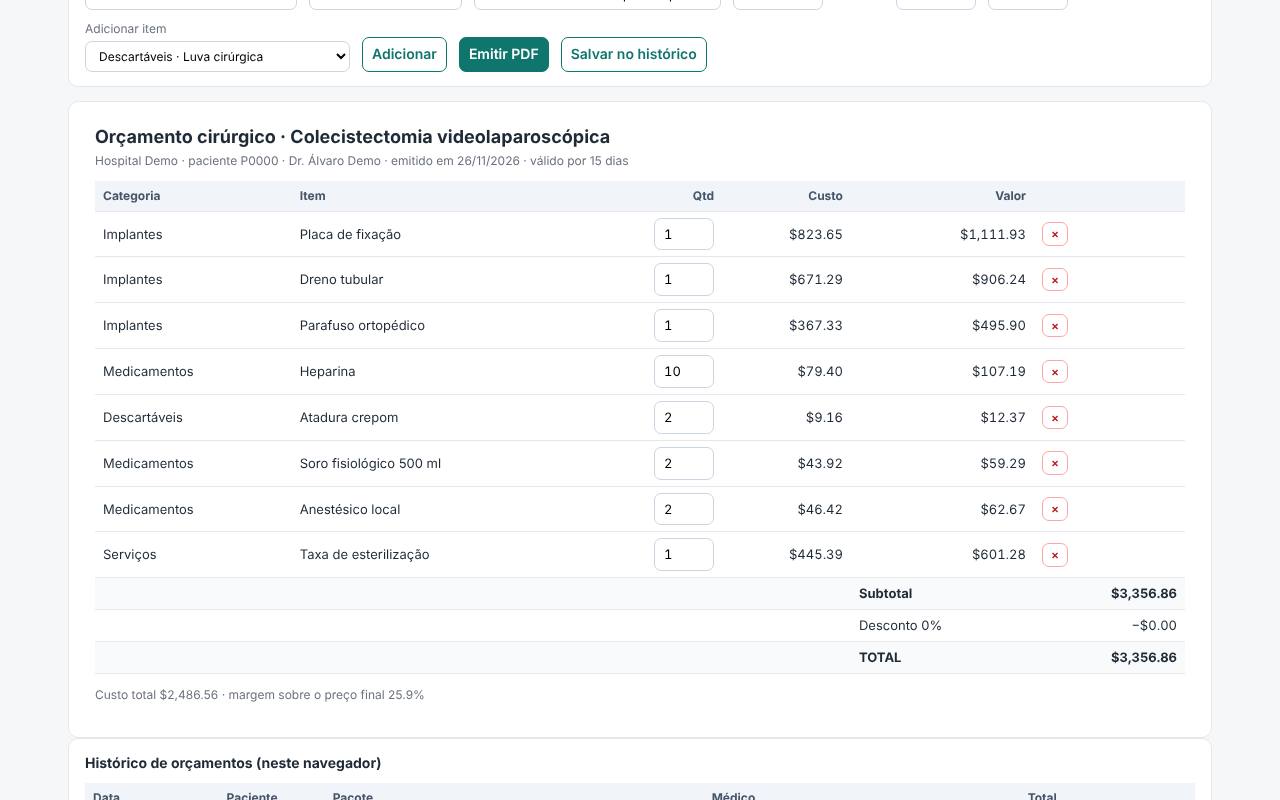 Adicionar item
Descartáveis · Luva cirúrgica
Adicionar
Emitir PDF
Salvar no histórico
Orçamento cirúrgico · Colecistectomia videolaparoscópica
Hospital Demo · paciente P0000 · Dr. Álvaro Demo · emitido em 26/11/2026 · válido por 15 dias
Categoria Item Qtd Custo Valor
Implantes Placa de fixação 1 $823.65 $1,111.93 ×
Implantes Dreno tubular 1 $671.29 $906.24 ×
Implantes Parafuso ortopédico 1 $367.33 $495.90 ×
Medicamentos Heparina 10 $79.40 $107.19 ×
Descartáveis Atadura crepom 2 $9.16 $12.37 ×
Medicamentos Soro fisiológico 500 ml 2 $43.92 $59.29 ×
Medicamentos Anestésico local 2 $46.42 $62.67 ×
Serviços Taxa de esterilização 1 $445.39 $601.28 ×
Subtotal $3,356.86
Desconto 0% −$0.00
TOTAL $3,356.86
Custo total $2,486.56 · margem sobre o preço final 25.9%
Histórico de orçamentos (neste navegador)
Data Paciente Pacote Médico Total